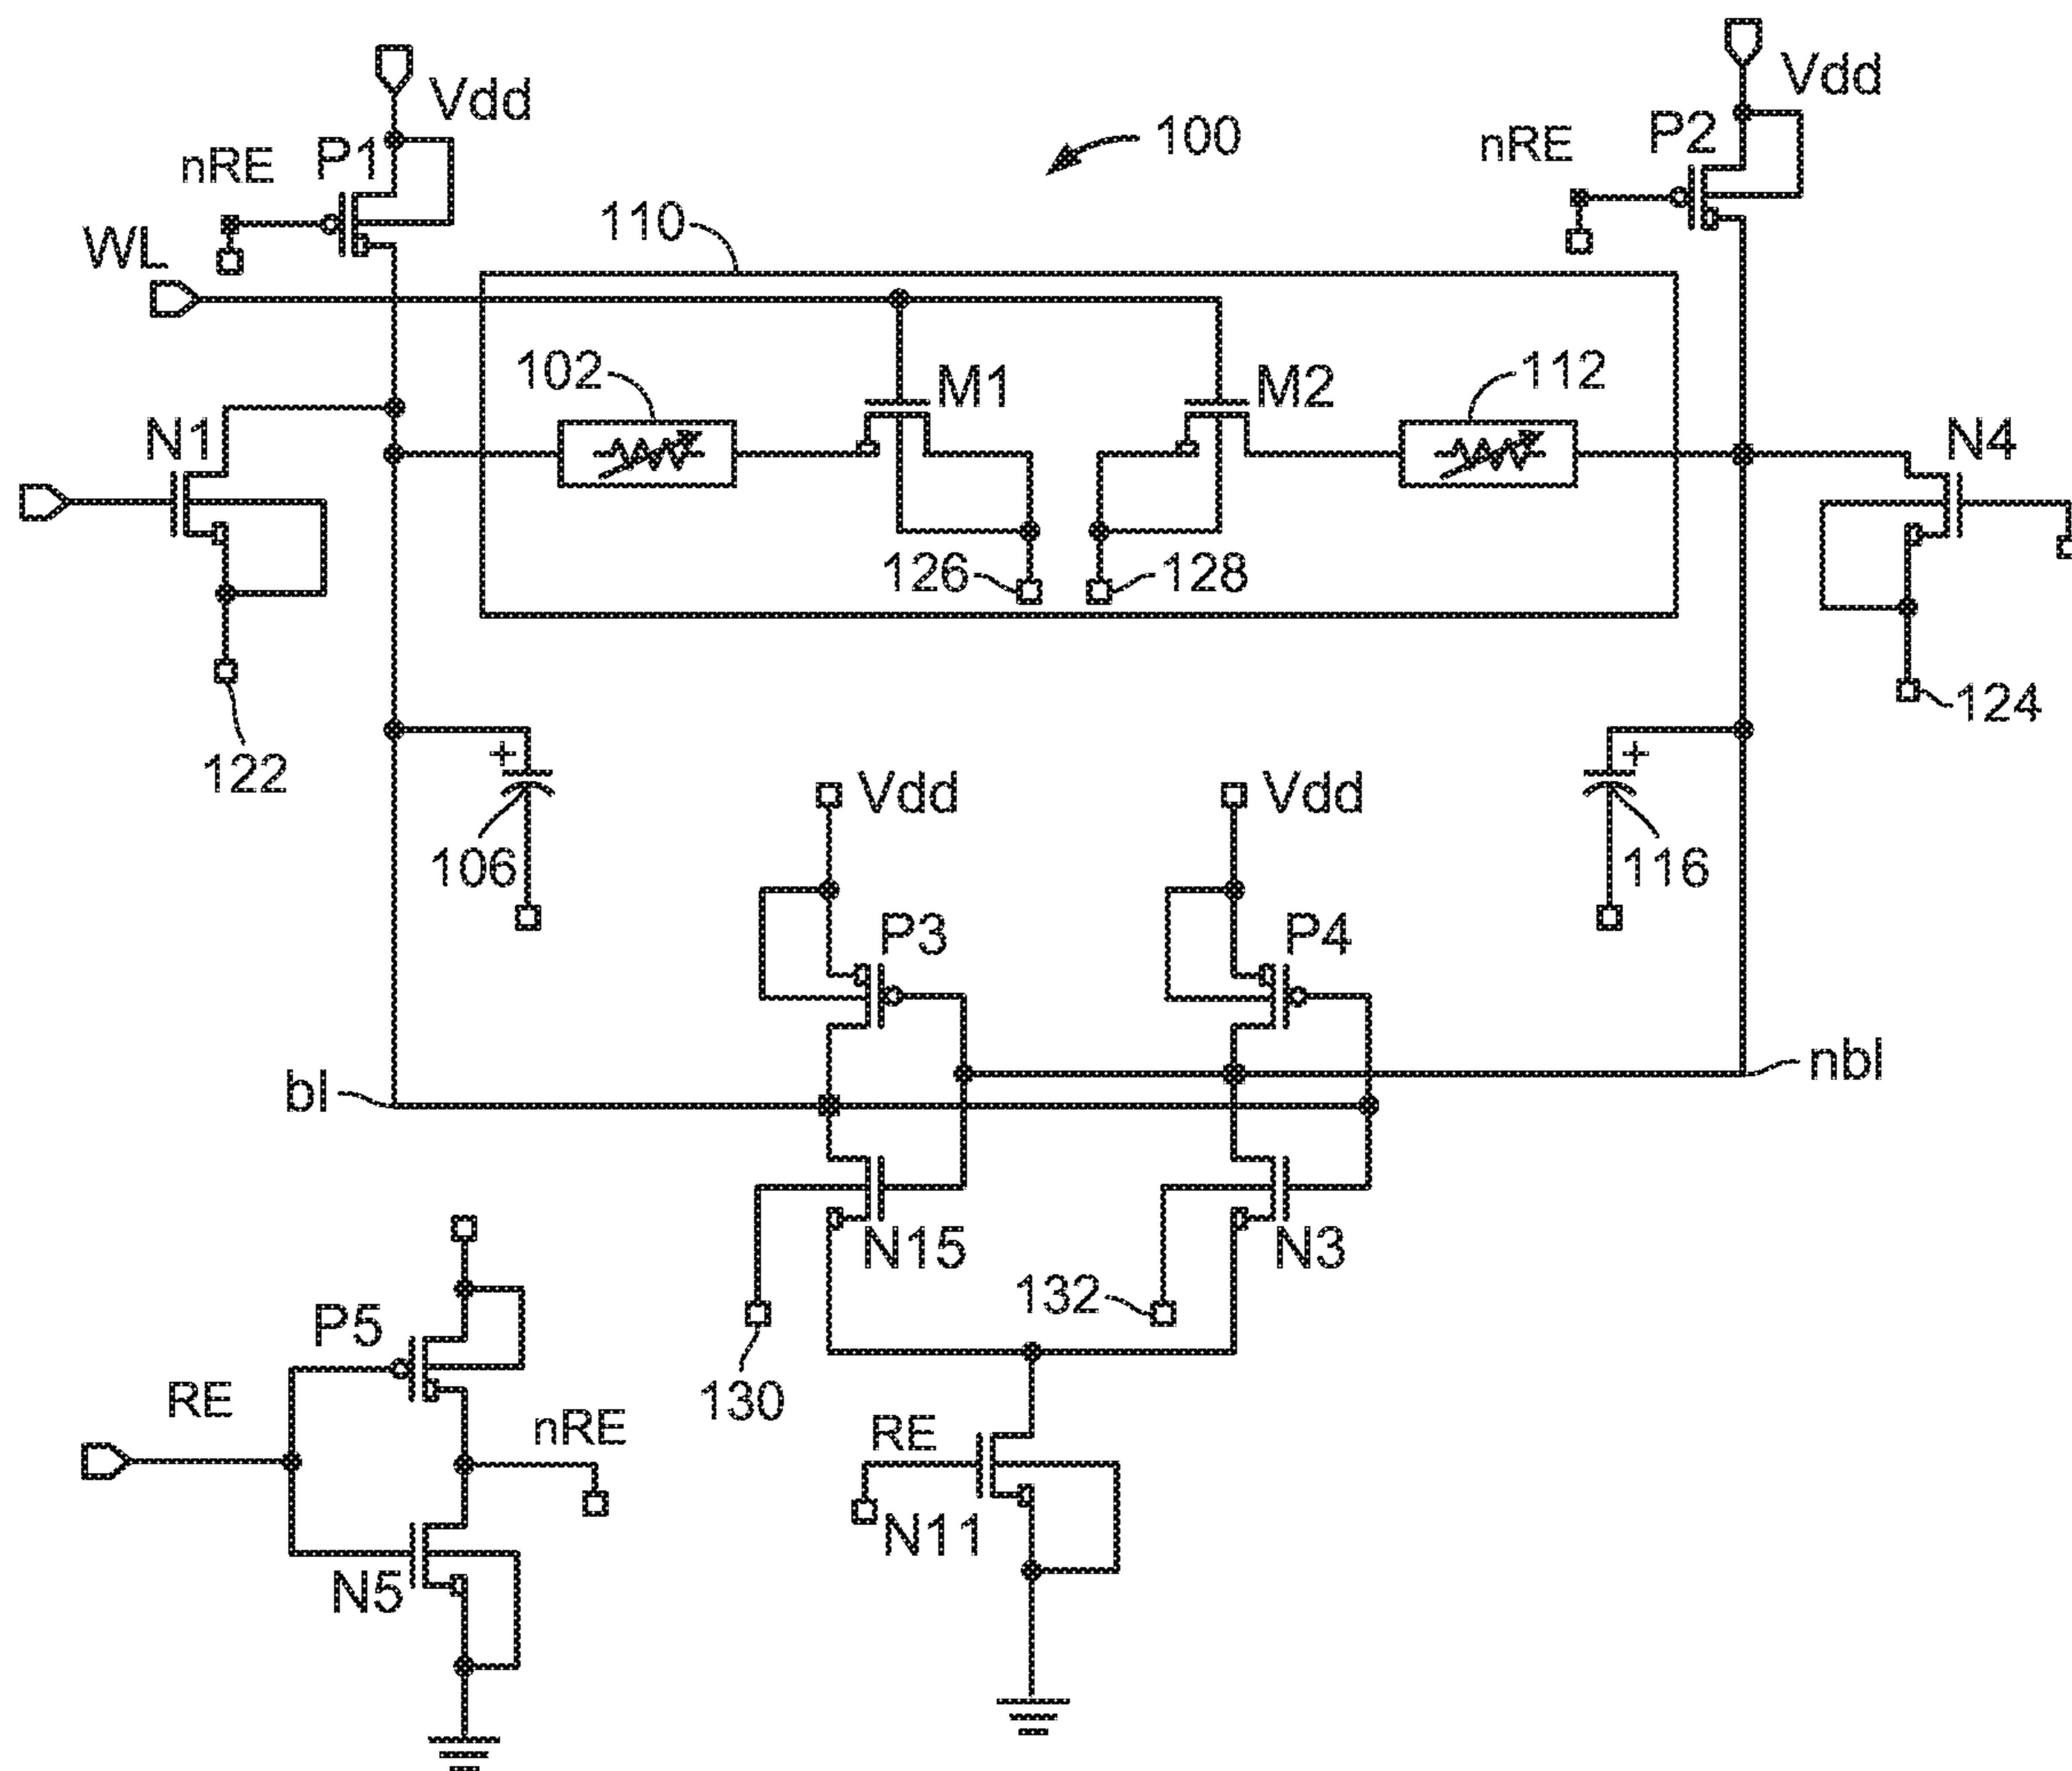 Vdd
Vdd
nRE
P1
100
nRE
P2
WL
110
102
M1
M2
112
N1
N4
126
128
122
124
+
+
Vdd
Vdd
106
116
P3
P4
bl
nbl
N15
N3
132
P5
130
RE
nRE
RE
N11
N5